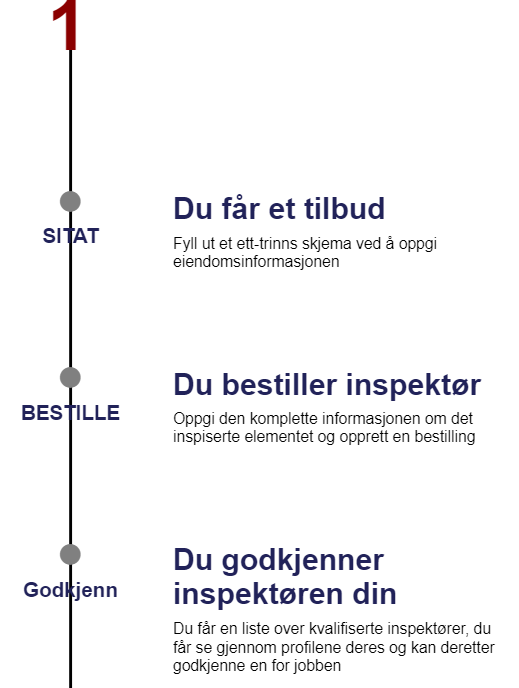 1
Du får et tilbud
SITAT
Fyll ut et ett-trinns skjema ved å oppgi
eiendomsinformasjonen
Du bestiller inspektør
BESTILLE
Oppgi den komplette informasjonen om det
inspiserte elementet og opprett en bestilling
Du godkjenner
inspektøren din
Godkjenn
Du får en liste over kvalifiserte inspektører, du
får se gjennom profilene deres og kan deretter
godkjenne en for jobben